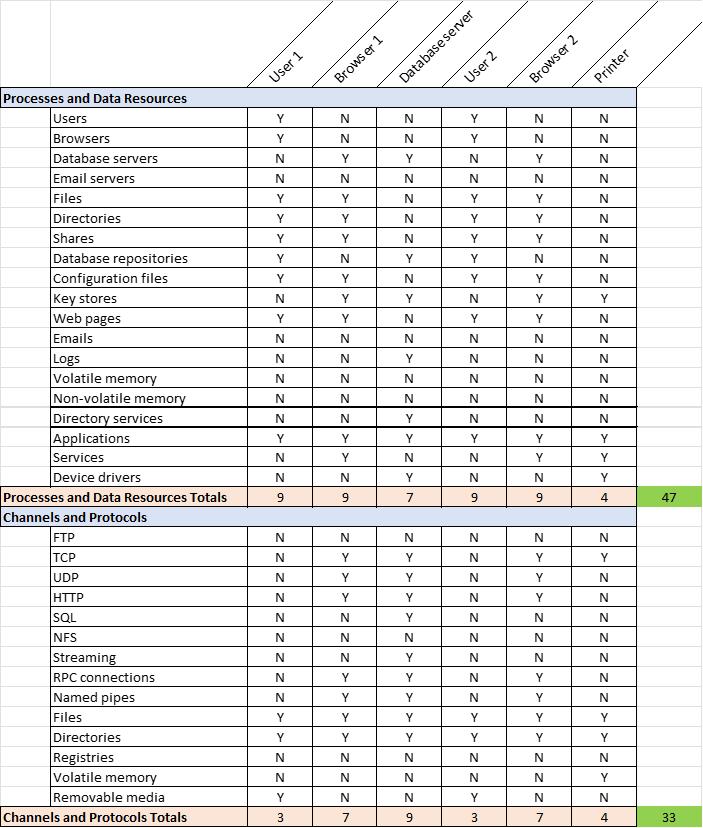 User 1 Browser 1 Database server User 2 Browser 2 Printer
Processes and Data Resources
Users Y N N Y N N
Browsers Y N N Y N N
Database servers N Y Y N Y N
Email servers N N N N N N
Files Y Y N Y Y N
Directories Y Y N Y Y N
Shares Y Y N Y Y N
Database repositories Y N Y Y N N
Configuration files Y Y N Y Y N
Key stores N Y Y N Y Y
Web pages Y Y N Y Y N
Emails N N N N N N
Logs N N Y N N N
Volatile memory N N N N N N
Non-volatile memory N N N N N N
Directory services N N Y N N N
Applications Y Y Y Y Y Y
Services N Y N N Y Y
Device drivers N N Y N N Y
Processes and Data Resources Totals 9 9 7 9 9 4 47
Channels and Protocols
FTP N N N N N N
TCP N Y Y N Y Y
UDP N Y Y N Y N
HTTP N Y Y N Y N
SQL N N Y N N N
NFS N N N N N N
Streaming N N Y N N N
RPC connections N Y Y N Y N
Named pipes N Y Y N Y N
Files Y Y Y Y Y Y
Directories Y Y Y Y Y Y
Registries N N N N N N
Volatile memory N N N N N Y
Removable media Y N N Y N N
Channels and Protocols Totals 3 7 9 3 7 4 33